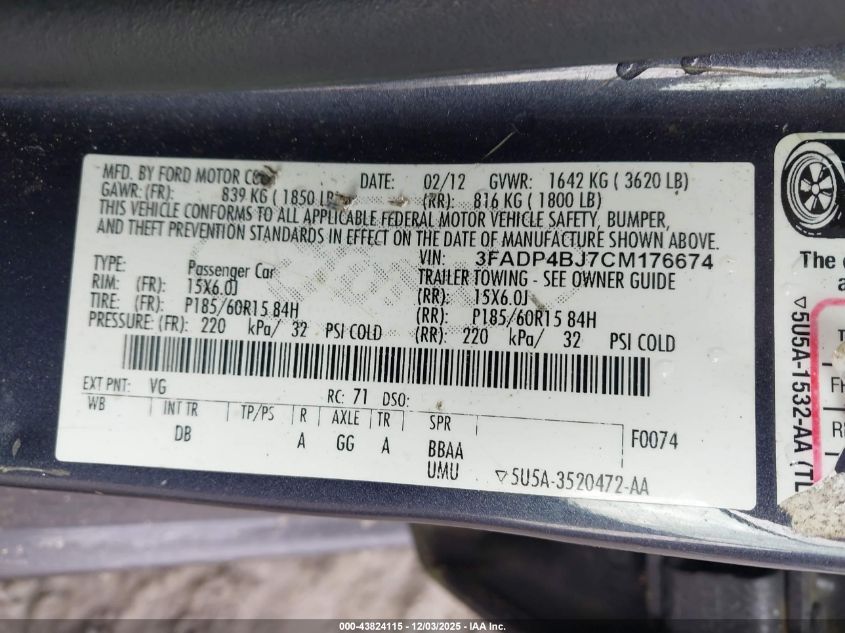 MFD. BY FORD MOTOR CO. DATE: 02/12 GVWR: 1642 KG ( 3620 LB)
GAWR: (FR): 839 KG ( 1850 LB) (RR): 816 KG ( 1800 LB)
THIS VEHICLE CONFORMS TO ALL APPLICABLE FEDERAL MOTOR VEHICLE SAFETY, BUMPER,
AND THEFT PREVENTION STANDARDS IN EFFECT ON THE DATE OF MANUFACTURE SHOWN ABOVE.
VIN: 3FADP4BJ7CM176674
TYPE: Passenger Car TRAILER TOWING - SEE OWNER GUIDE
RIM: (FR): 15X6.0J (RR): 15X6.0J
TIRE: (FR): P185/60R15 84H (RR): P185/60R15 84H
PRESSURE: (FR): 220 kPa/ 32 PSI COLD (RR): 220 kPa/ 32 PSI COLD
EXT PNT: VG RC: 71 DSO:
WB INT TR TP/PS R AXLE TR SPR
DB A GG A BBAA F0074
UMU ▽5U5A-3520472-AA
The
▽5U5A-1532-AA (TL
000-43824115 - 12/03/2025 - IAA Inc.